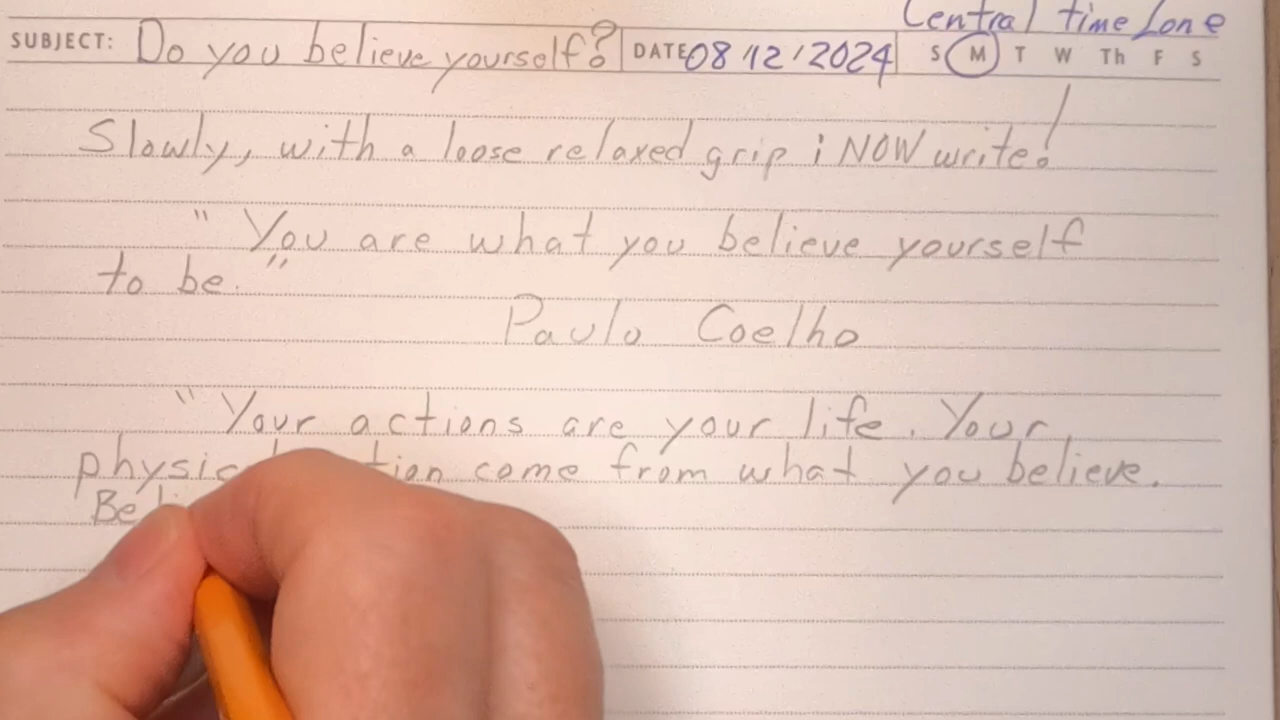 Central time Zone
SUBJECT: Do you believe yourself? DATE 08/12/2024 S M T W Th F S
Slowly, with a loose relaxed grip i NOW write!
"You are what you believe yourself
to be."
Paulo Coelho
"Your actions are your life. Your
come from what you believe.